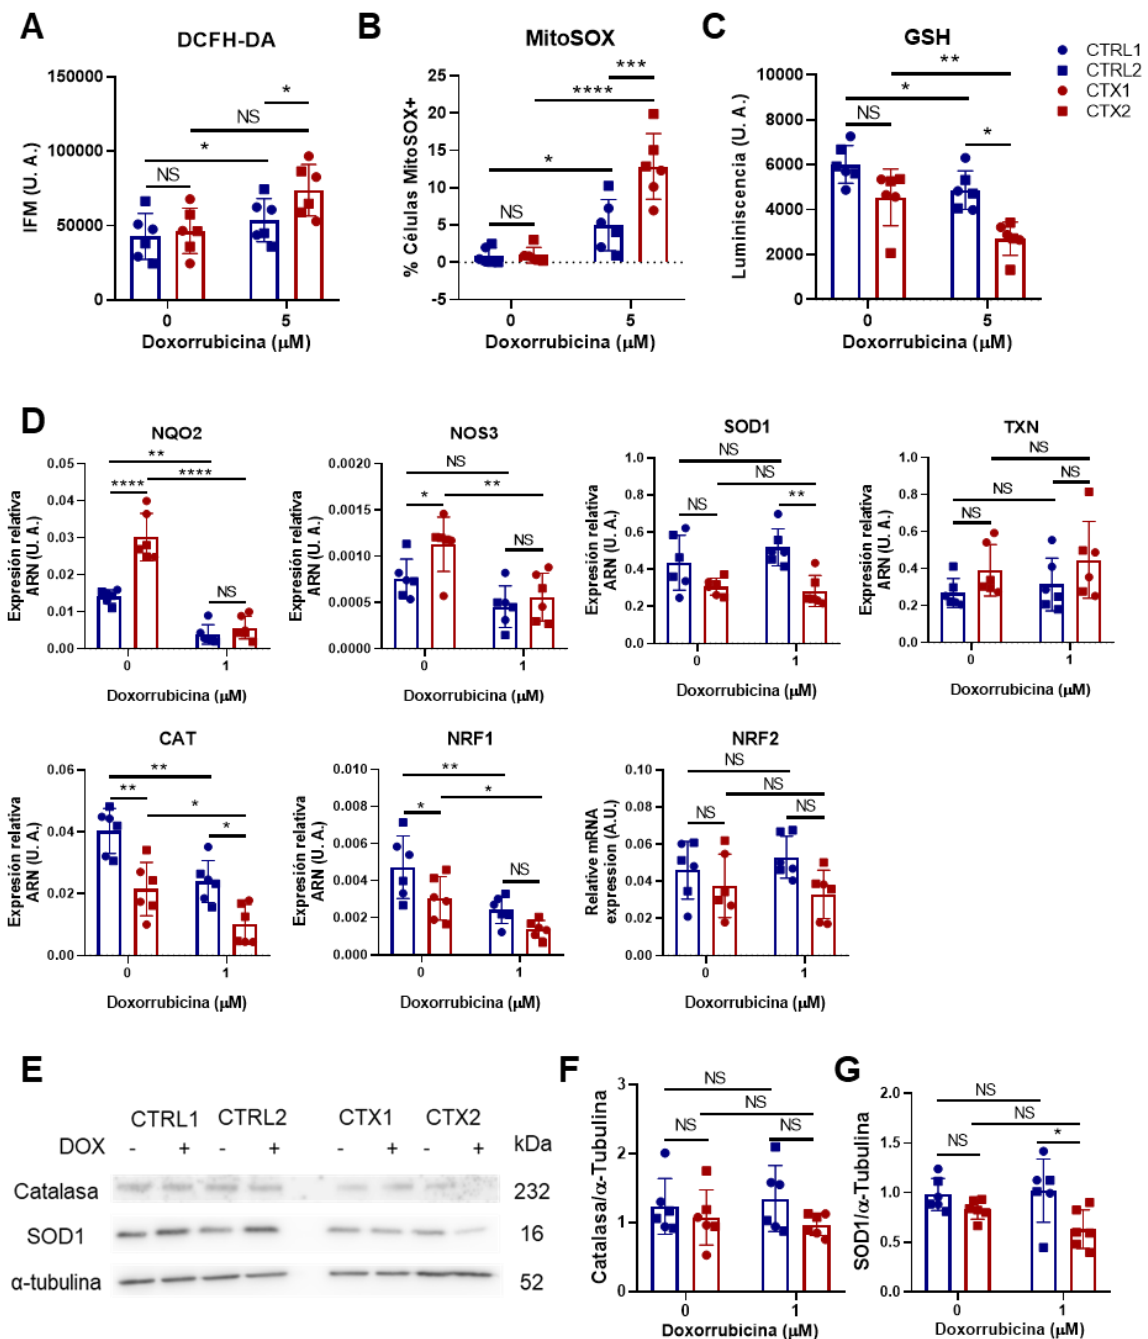 A
DCFH-DA
IFM (U. A.)
150000
100000
50000
0
NS
*
NS
*
0
5
Doxorrubicina (μM)
B
MitoSOX
% Células MitoSOX+
25
20
15
10
5
0
-5
NS
*
****
***
0
5
Doxorrubicina (μM)
C
GSH
Luminiscencia (U. A.)
10000
8000
6000
4000
2000
0
NS
*
**
*
0
5
Doxorrubicina (μM)
CTRL1
CTRL2
CTX1
CTX2
D
NQO2
Expresión relativa
ARN (U. A.)
0.05
0.04
0.03
0.02
0.01
0.00
**
****
****
NS
0
1
Doxorrubicina (μM)
NOS3
Expresión relativa
ARN (U. A.)
0.0020
0.0015
0.0010
0.0005
0.0000
NS
*
**
NS
0
1
Doxorrubicina (μM)
SOD1
Expresión relativa
ARN (U. A.)
1.0
0.8
0.6
0.4
0.2
0.0
NS
NS
NS
**
0
1
Doxorrubicina (μM)
TXN
Expresión relativa
ARN (U. A.)
1.0
0.8
0.6
0.4
0.2
0.0
NS
NS
NS
NS
0
1
Doxorrubicina (μM)
CAT
Expresión relativa
ARN (U. A.)
0.06
0.04
0.02
0.00
**
**
*
*
0
1
Doxorrubicina (μM)
NRF1
Expresión relativa
ARN (U. A.)
0.010
0.008
0.006
0.004
0.002
0.000
**
*
*
NS
0
1
Doxorrubicina (μM)
NRF2
Relative mRNA
expression (A.U.)
0.10
0.08
0.06
0.04
0.02
0.00
NS
NS
NS
NS
0
1
Doxorrubicina (μM)
E
CTRL1 CTRL2 CTX1 CTX2
DOX - + - + - + - + kDa
Catalasa 232
SOD1 16
α-tubulina 52
F
Catalasa/α-Tubulina
3
2
1
0
NS
NS
NS
NS
0
1
Doxorrubicina (μM)
G
SOD1/α-Tubulina
2.0
1.5
1.0
0.5
0.0
NS
NS
NS
*
0
1
Doxorrubicina (μM)